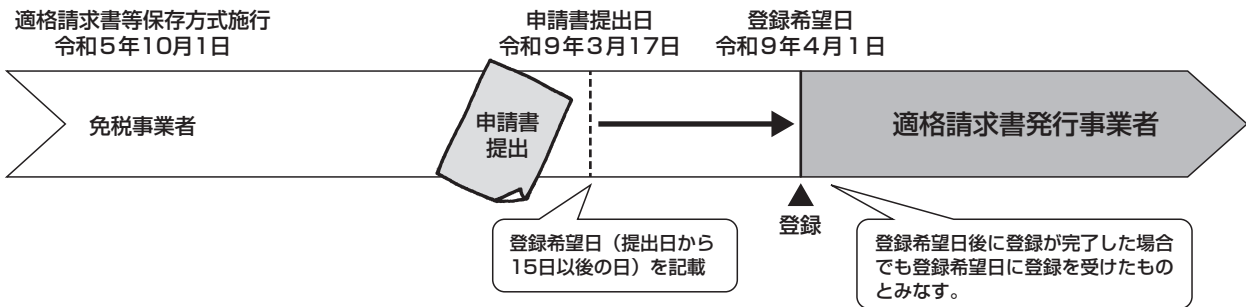 適格請求書等保存方式施行
令和5年10月1日
申請書提出日
令和9年3月17日
登録希望日
令和9年4月1日
免税事業者
申請書
提出
適格請求書発行事業者
登録
登録希望日（提出日から
15日以後の日）を記載
登録希望日後に登録が完了した場合
でも登録希望日に登録を受けたもの
とみなす。